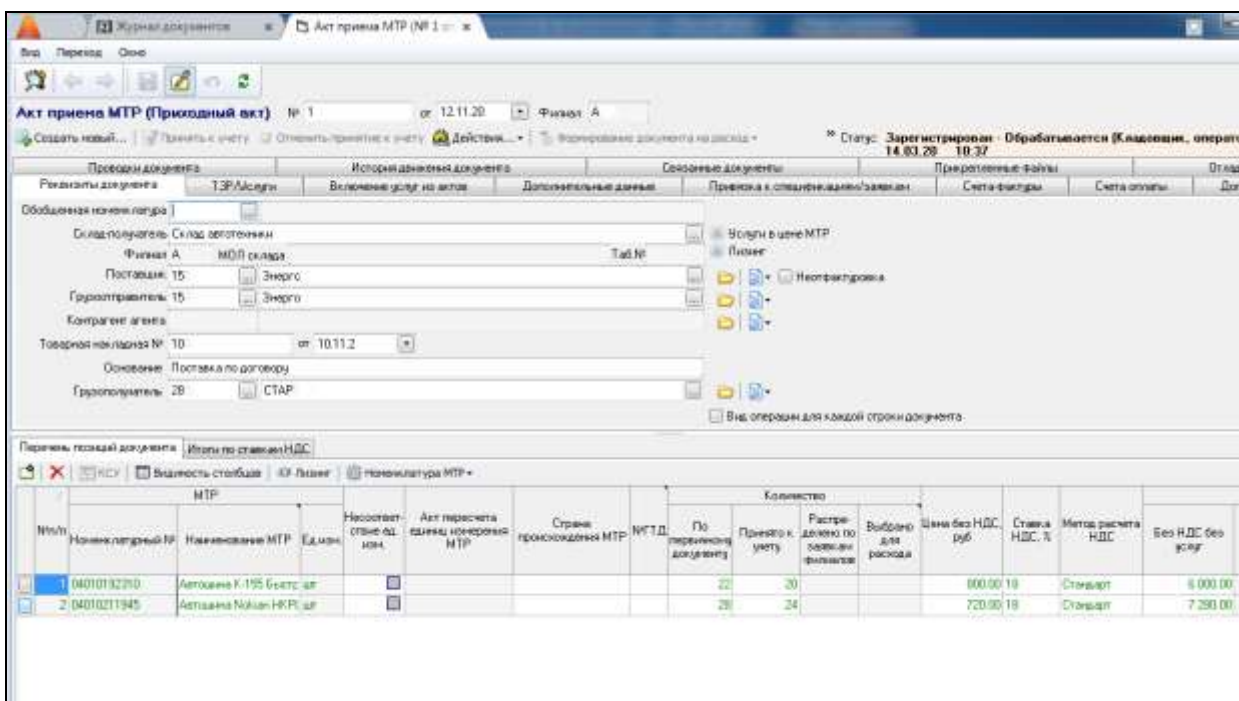 Журнал документов
Акт приема МТР (№ 1
Вид Переход Окно
Акт приема МТР (Приходный акт) № 1 от 12.11.20 Филиал А
Создать новый... Принять к учету Отменить принятие к учету Действия... Формирование документа на расход Статус: Зарегистрирован - Обрабатывается (Кладовщик, операто
14.03.20 10:37
Проводки документа История движения документа Связанные документы Прикрепленные файлы
Реквизиты документа ТЗР/Услуги Включение услуг из актов Дополнительные данные Привязка к спецификациям/заявкам Счета-фактуры Счета оплаты
Обобщенная номенклатура
Склад-получатель Склад автотехники Услуги в цене МТР
Филиал А МОЛ склада Таб.№ Лизинг
Поставщик 15 Энерго Неотфактуровка
Грузоотправитель 15 Энерго
Контрагент агента
Товарная накладная № 10 от 10.11.2
Основание Поставка по договору
Грузополучатель 28 СТАР
Вид операции для каждой строки документа
Перечень позиций документа Итоги по ставкам НДС
КСУ Видимость столбцов Лизинг Номенклатура МТР
№п/п МТР Номенклатурный № Наименование МТР Ед.изм. Несоответствие ед. изм. Акт пересчета единиц измерения МТР Страна происхождения МТР №ГТД Количество По первичному документу Принято к учету Распределено по заявкам филиалов Выбрано для расхода Цена без НДС, руб Ставка НДС, % Метод расчета НДС Без НДС без услуг
1 04010192310 Автошина К-195 шт 22 20 800.00 18 Стандарт 6 000.00
2 04010211945 Автошина Nokian HKPL шт 28 24 720.00 18 Стандарт